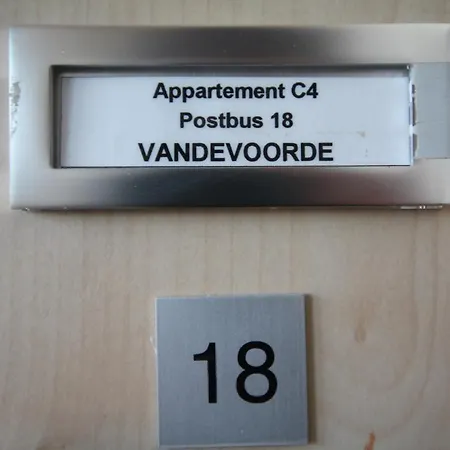 Appartement C4
Postbus 18
VANDEVOORDE
18